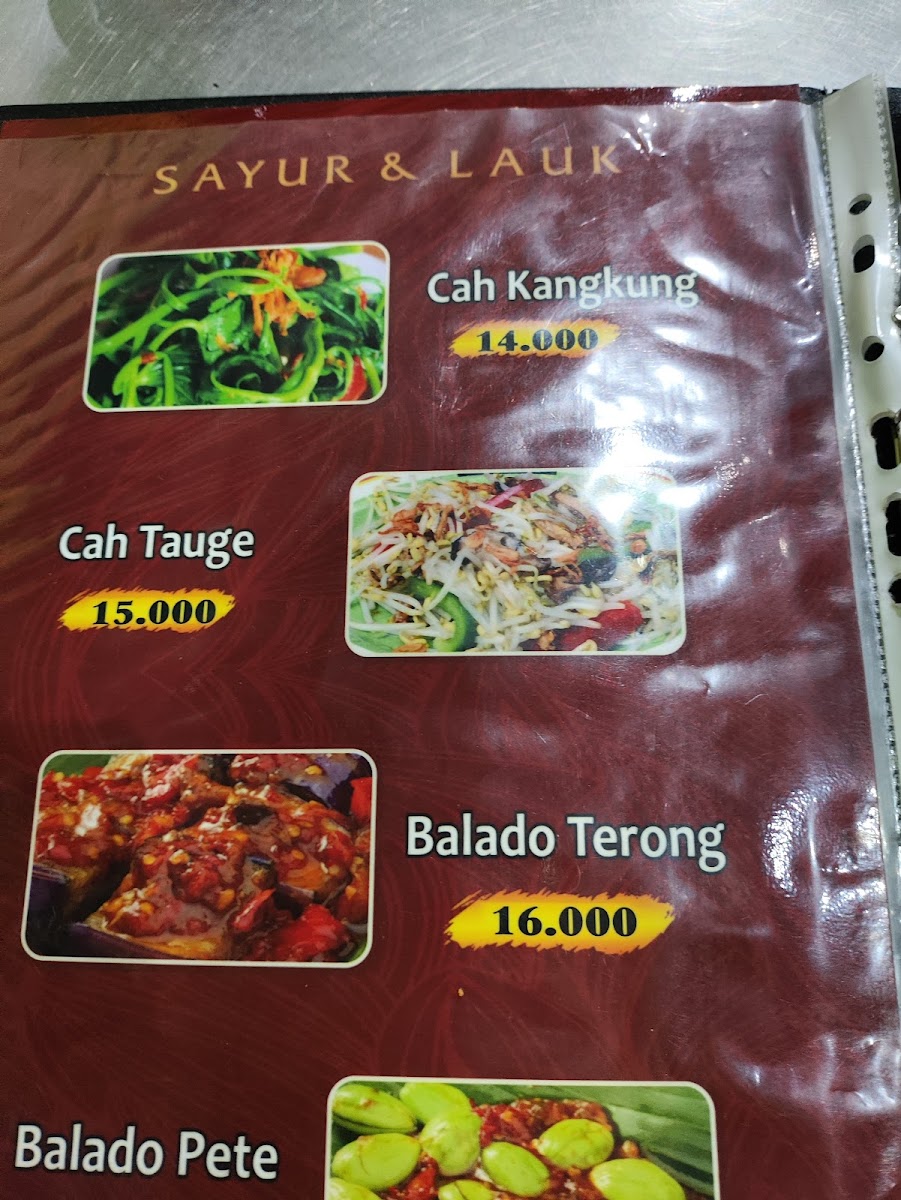 SAYUR & LAUK
Cah Kangkung
14.000
Cah Tauge
15.000
Balado Terong
16.000
Balado Pete